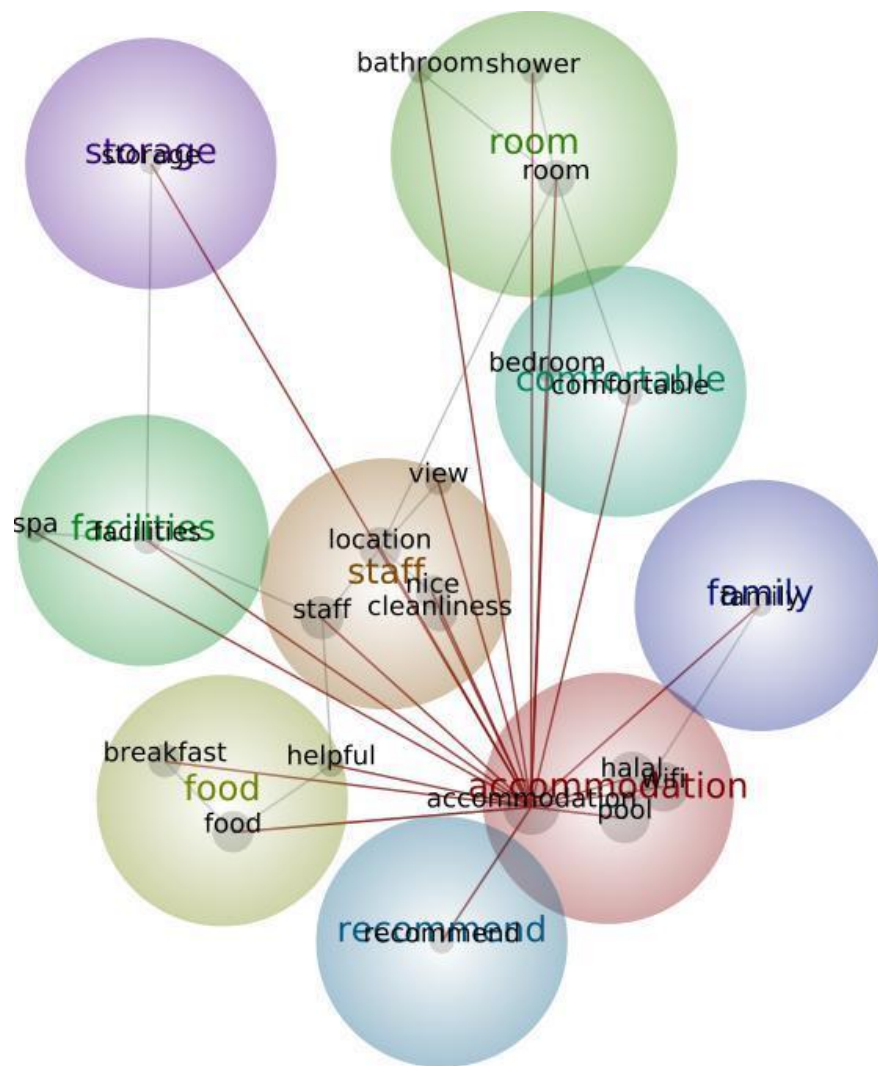 bathroom
shower
storage
storage
room
room
bedroom
comfortable
comfortable
view
spa
facilities
facilities
location
staff
nice
staff
cleanliness
family
family
breakfast
helpful
halal
wifi
food
accommodation
accommodation
pool
food
recommend
recommend